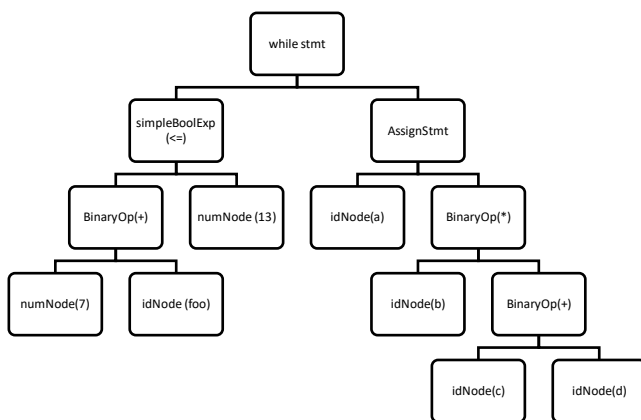 while stmt
simpleBoolExp
(<=)
AssignStmt
BinaryOp(+)
numNode (13)
idNode(a)
BinaryOp(*)
numNode(7)
idNode (foo)
idNode(b)
BinaryOp(+)
idNode(c)
idNode(d)